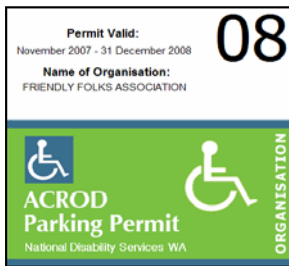 Permit Valid:
November 2007 - 31 December 2008
08
Name of Organisation:
FRIENDLY FOLKS ASSOCIATION
ACROD
Parking Permit
National Disability Services WA
ORGANISATION